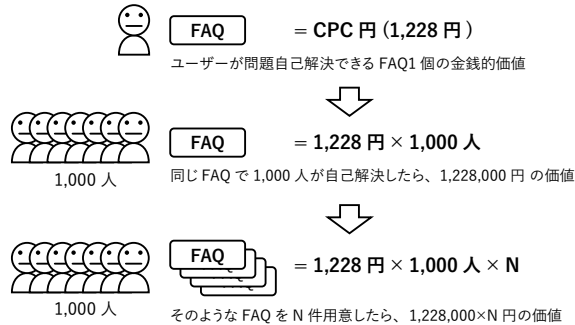 FAQ = CPC 円 (1,228 円 )
ユーザーが問題自己解決できる FAQ1 個の金銭的価値
FAQ = 1,228 円 × 1,000 人
1,000 人
同じ FAQ で 1,000 人が自己解決したら、1,228,000 円 の価値
FAQ = 1,228 円 × 1,000 人 × N
1,000 人
そのような FAQ を N 件用意したら、1,228,000×N 円の価値